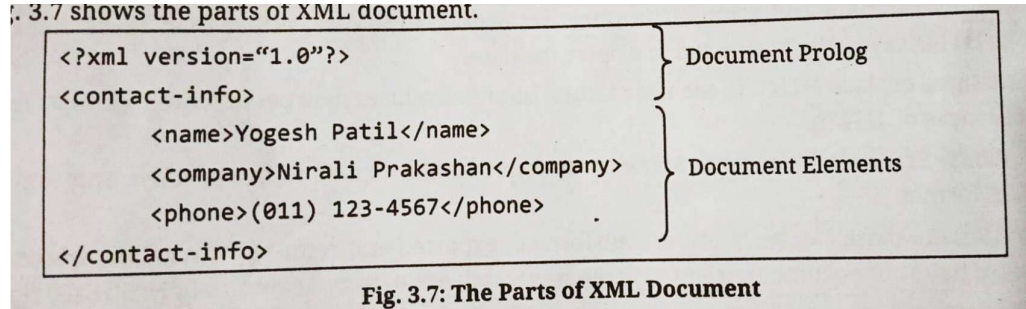 . 3.7 shows the parts of XML document.
<?xml version=“1.0”?>
Document Prolog
<contact-info>
<name>Yogesh Patil</name>
<company>Nirali Prakashan</company>
Document Elements
<phone>(011) 123-4567</phone>
</contact-info>
Fig. 3.7: The Parts of XML Document